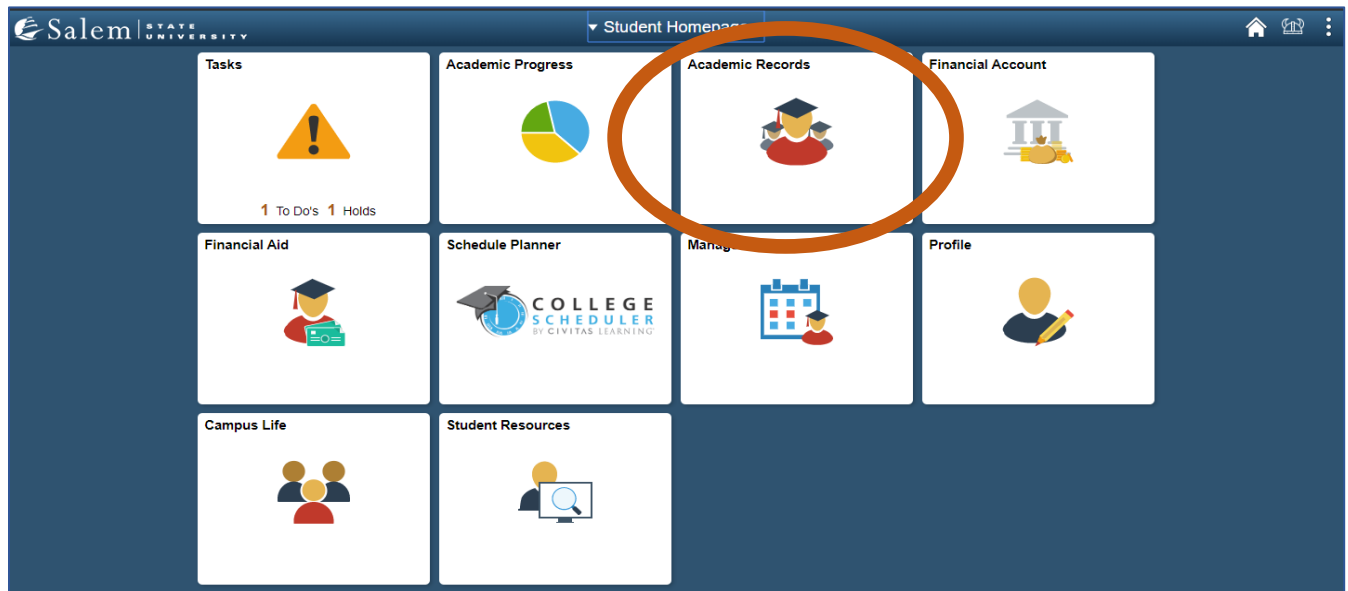 Salem STATE UNIVERSITY
Student Homepage
Tasks
1 To Do's 1 Holds
Academic Progress
Academic Records
Financial Account
Financial Aid
Schedule Planner
COLLEGE
SCHEDULER
BY CIVITAS LEARNING
Profile
Campus Life
Student Resources